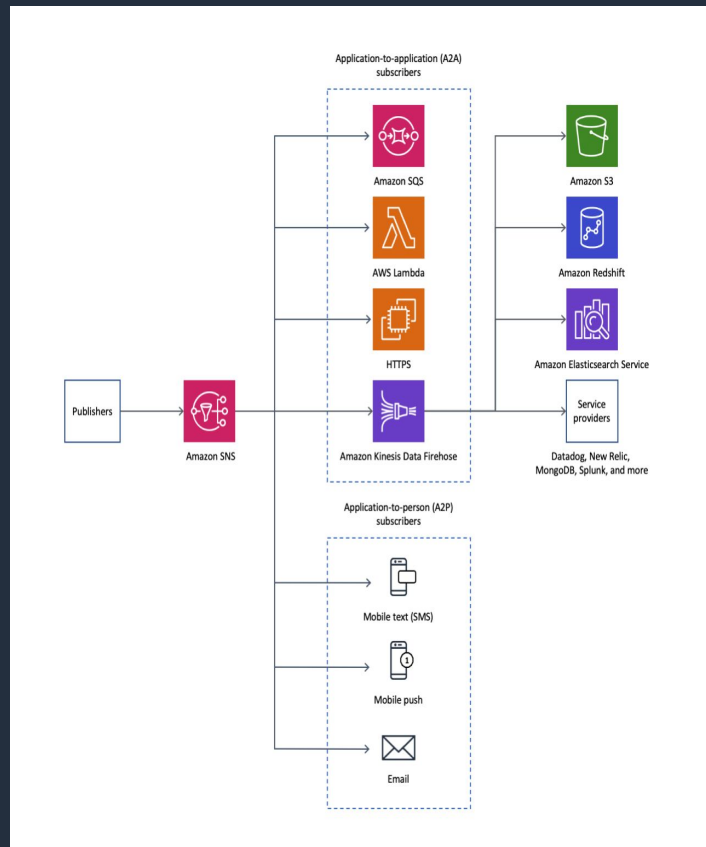 Application-to-application (A2A)
subscribers
Amazon SQS
Amazon S3
AWS Lambda
Amazon Redshift
HTTPS
Amazon Elasticsearch Service
Publishers
Amazon SNS
Amazon Kinesis Data Firehose
Service
providers
Datadog, New Relic,
MongoDB, Splunk, and more
Application-to-person (A2P)
subscribers
Mobile text (SMS)
1
Mobile push
Email